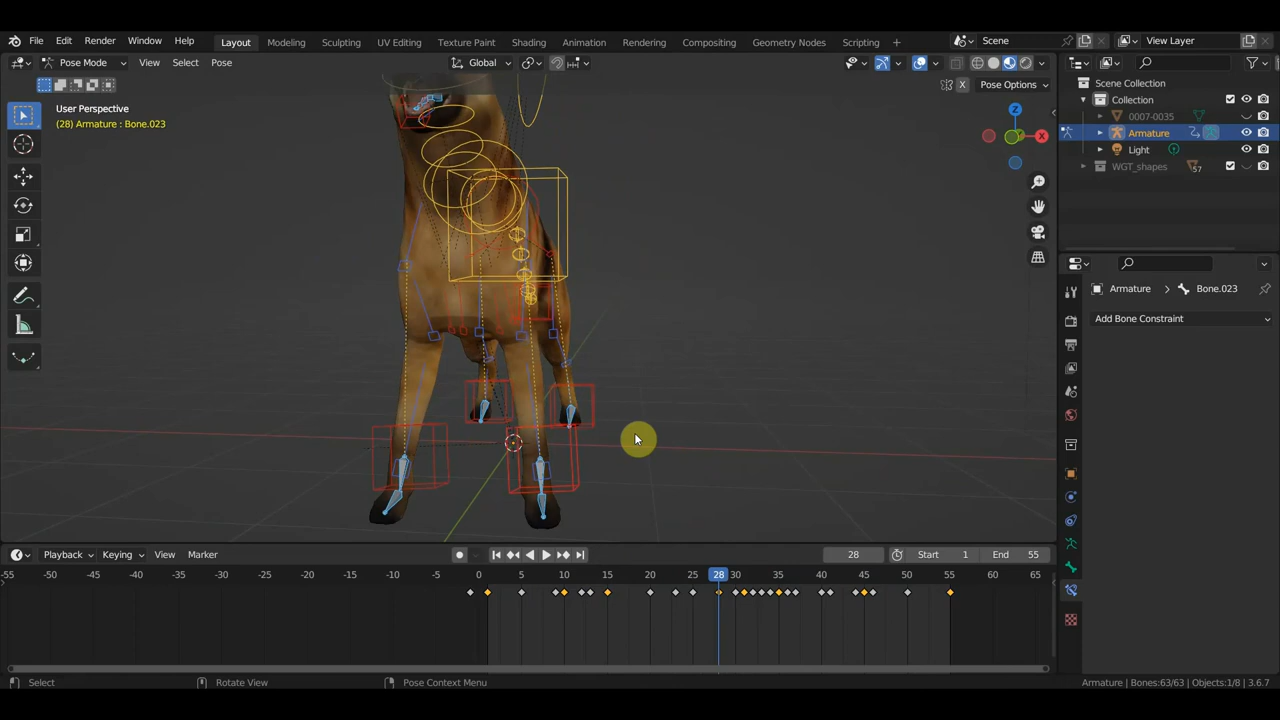 File Edit Render Window Help Layout Modeling Sculpting UV Editing Texture Paint Shading Animation Rendering Compositing Geometry Nodes Scripting Scene View Layer
Pose Mode View Select Pose Global
X Pose Options
Scene Collection
User Perspective
Collection
(28) Armature : Bone.023
0007-0035
Armature
Light
WGT_shapes 57
Z
X
Armature > Bone.023
Add Bone Constraint
Playback Keying View Marker 28 Start 1 End 55
-55 -50 -45 -40 -35 -30 -25 -20 -15 -10 -5 0 5 10 15 20 25 28 30 35 40 45 50 55 60 65
Select Rotate View Pose Context Menu Armature | Bones:63/63 | Objects:1/8 | 3.6.7